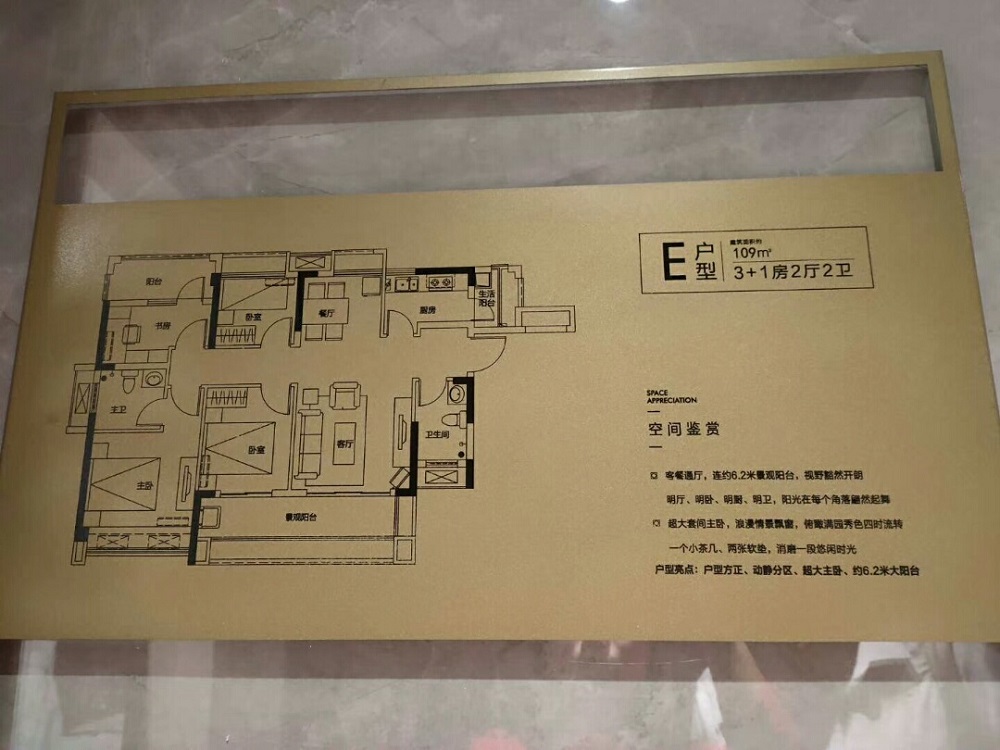 E
户型
建筑面积约
109m²
3+1房2厅2卫
阳台
书房
卧室
餐厅
厨房
生活
阳台
主卫
主卧
卧室
客厅
卫生间
景观阳台
SPACE
APPRECIATION
空间鉴赏
客餐通厅，连约6.2米景观阳台，视野豁然开朗
明厅、明卧、明厨、明卫，阳光在每个角落翩然起舞
超大套间主卧，浪漫情景飘窗，俯瞰满园秀色四时流转
一个小茶几、两张软垫，消磨一段悠闲时光
户型亮点：户型方正、动静分区、超大主卧、约6.2米大阳台